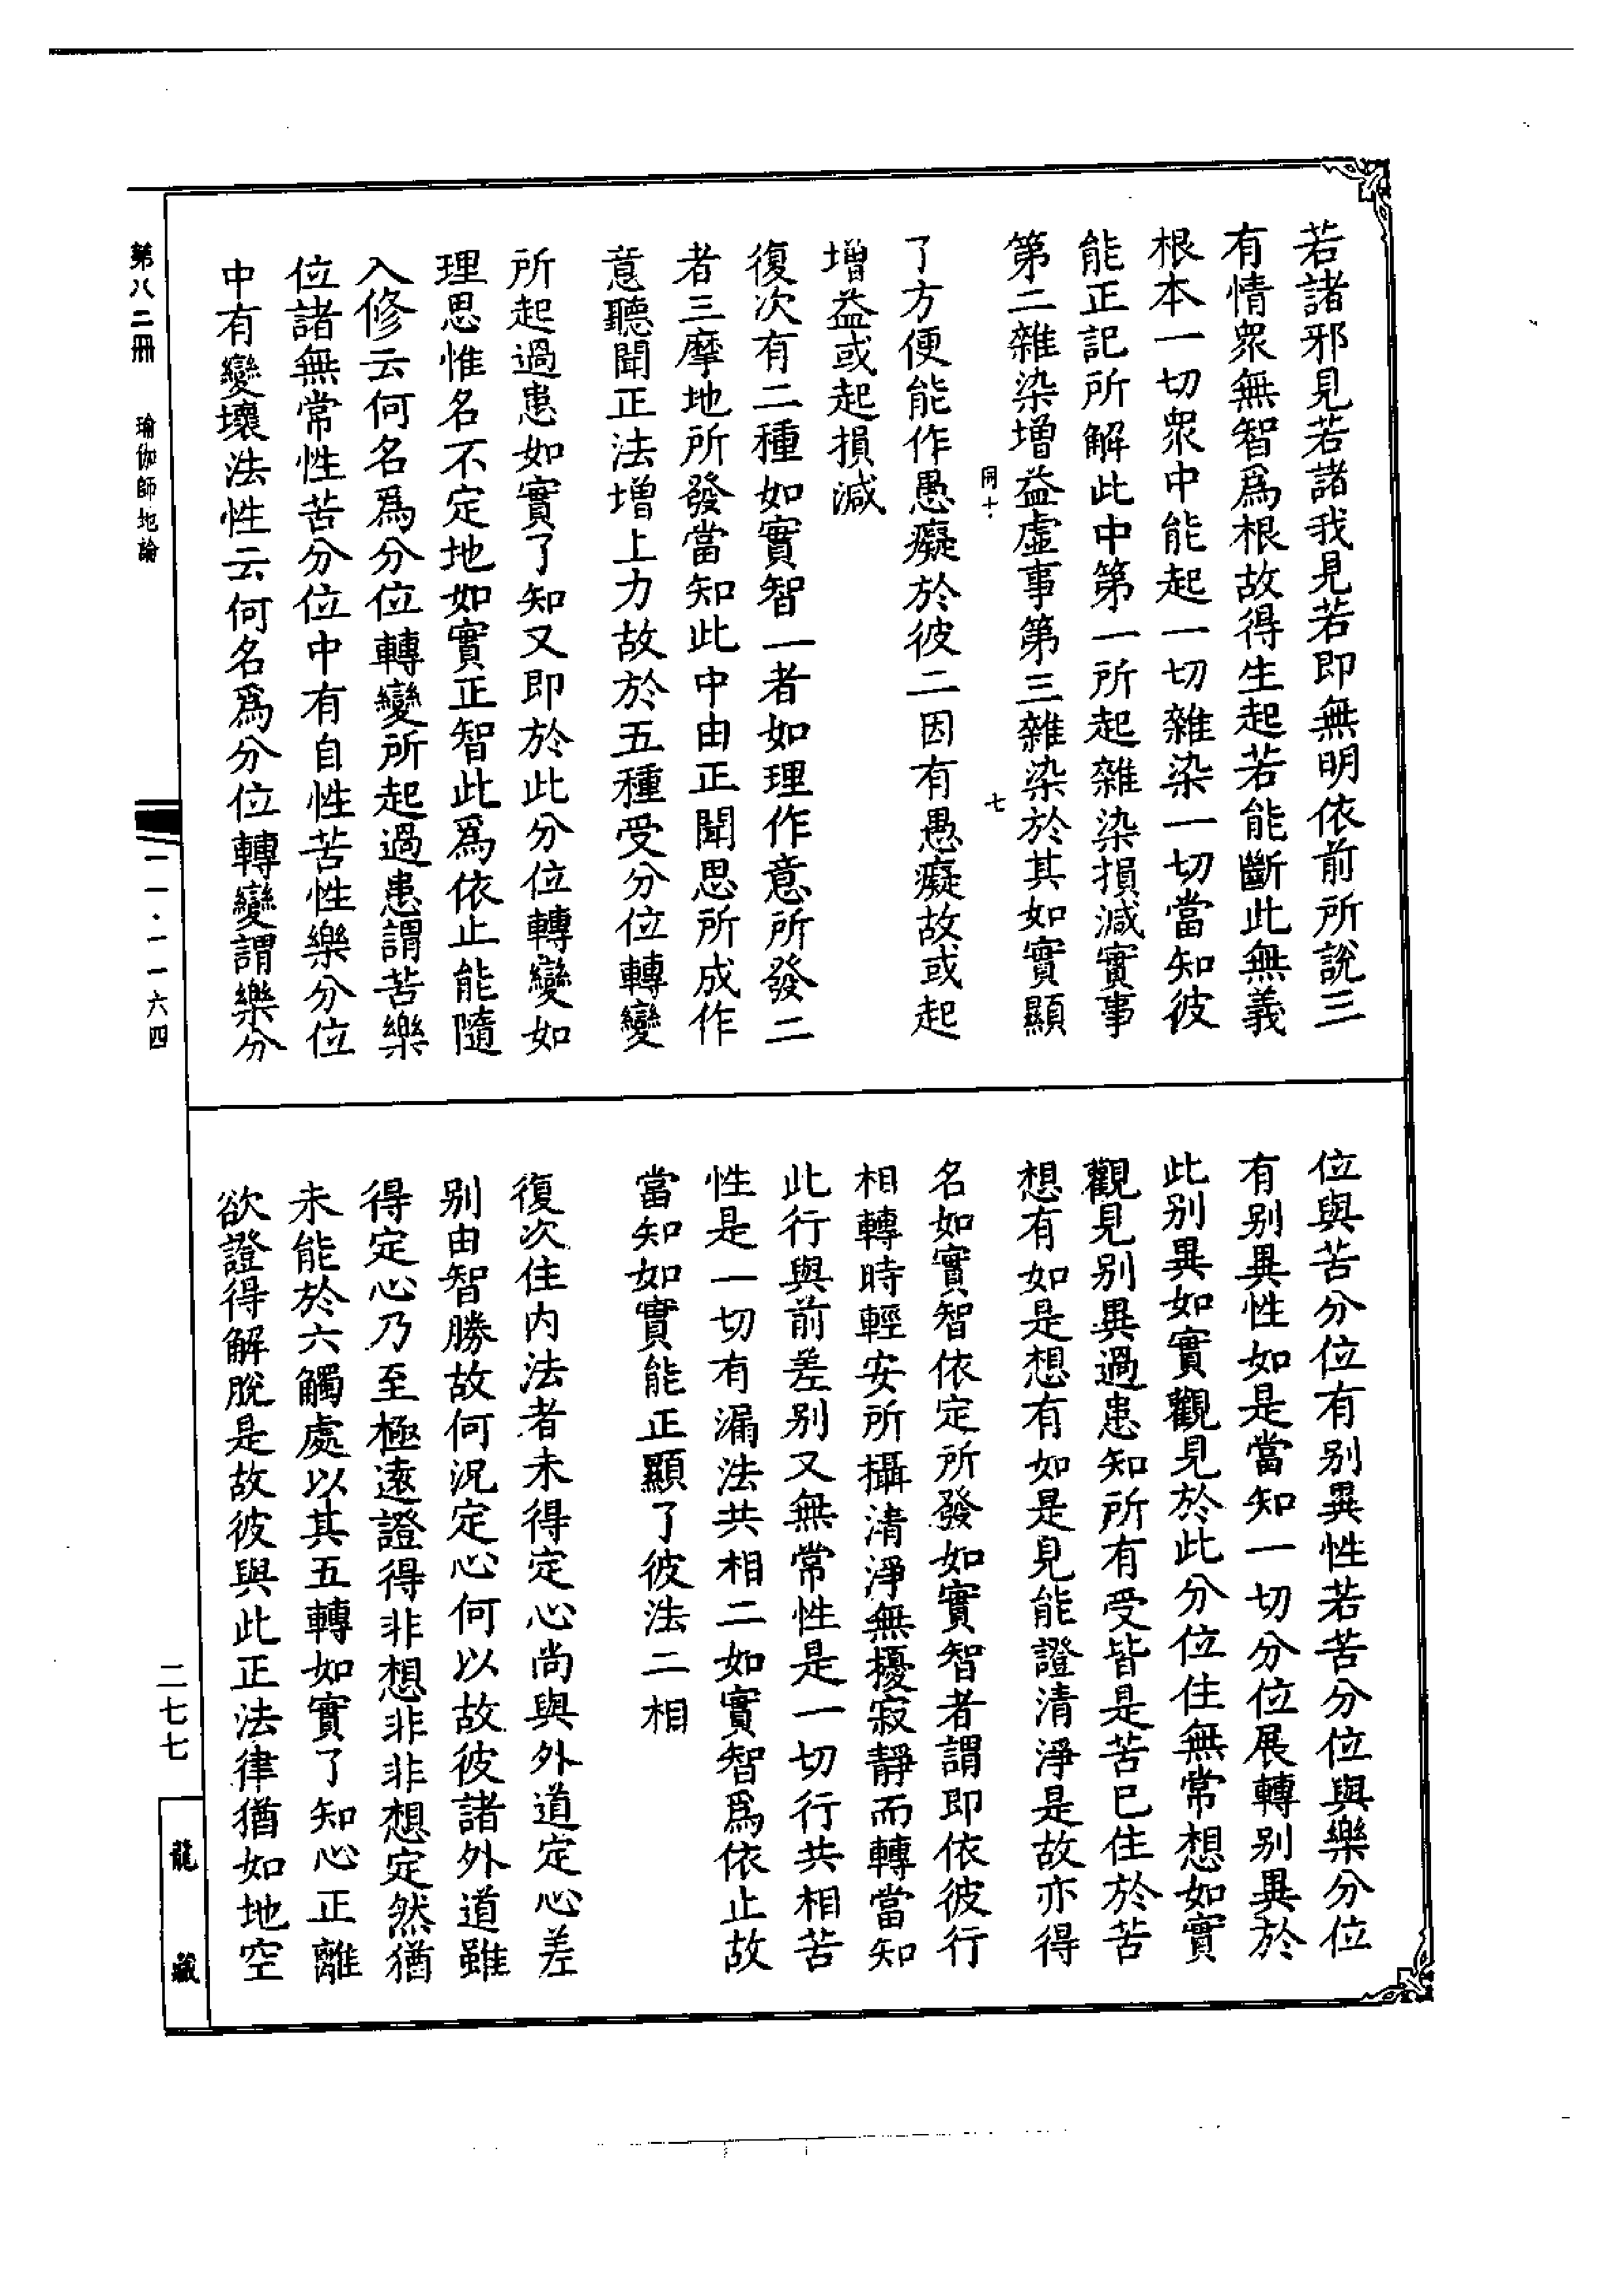 若諸邪見若諸我見若即無明依前所說三
有情衆無智爲根故得生起若能斷此無義
根本一切衆中能起一切雜染一切當知彼
能正記所解此中第一所起雜染損減實事
第二雜染增益虛事第三雜染於其如實顯
七
了方便能作愚癡於彼二因有愚癡故或起
增益或起損減
復次有二種如實智一者如理作意所發二
者三摩地所發當知此中由正聞思所成作
意聽聞正法增上力故於五種受分位轉變
所起過患如實了知又即於此分位轉變如
理思惟名不定地如實正智此爲依止能隨
入修云何名爲分位轉變所起過患謂苦樂
位諸無常性苦分位中有自性苦性樂分位
中有變壞法性云何名爲分位轉變謂樂分
位與苦分位有别異性若苦分位與樂分位
有别異性如是當知一切分位展轉别異於
此别異如實觀見於此分位住無常想如實
觀見别異過患知所有受皆是苦已住於苦
想有如是想有如是見能證清淨是故亦得
名如實智依定所發如實智者謂即依彼行
相轉時輕安所攝清淨無擾寂靜而轉當知
此行與前差别又無常性是一切行共相苦
性是一切有漏法共相二如實智爲依止故
當知如實能正顯了彼法二相
復次住内法者未得定心尚與外道定心差
别由智勝故何況定心何以故彼諸外道雖
得定心乃至極遠證得非想非非想定然猶
未能於六觸處以其五轉如實了知心正離
欲證得解脫是故彼與此正法律猶如地空
第八二冊 瑜伽師地論
一一·一一六四
二七七
龍藏